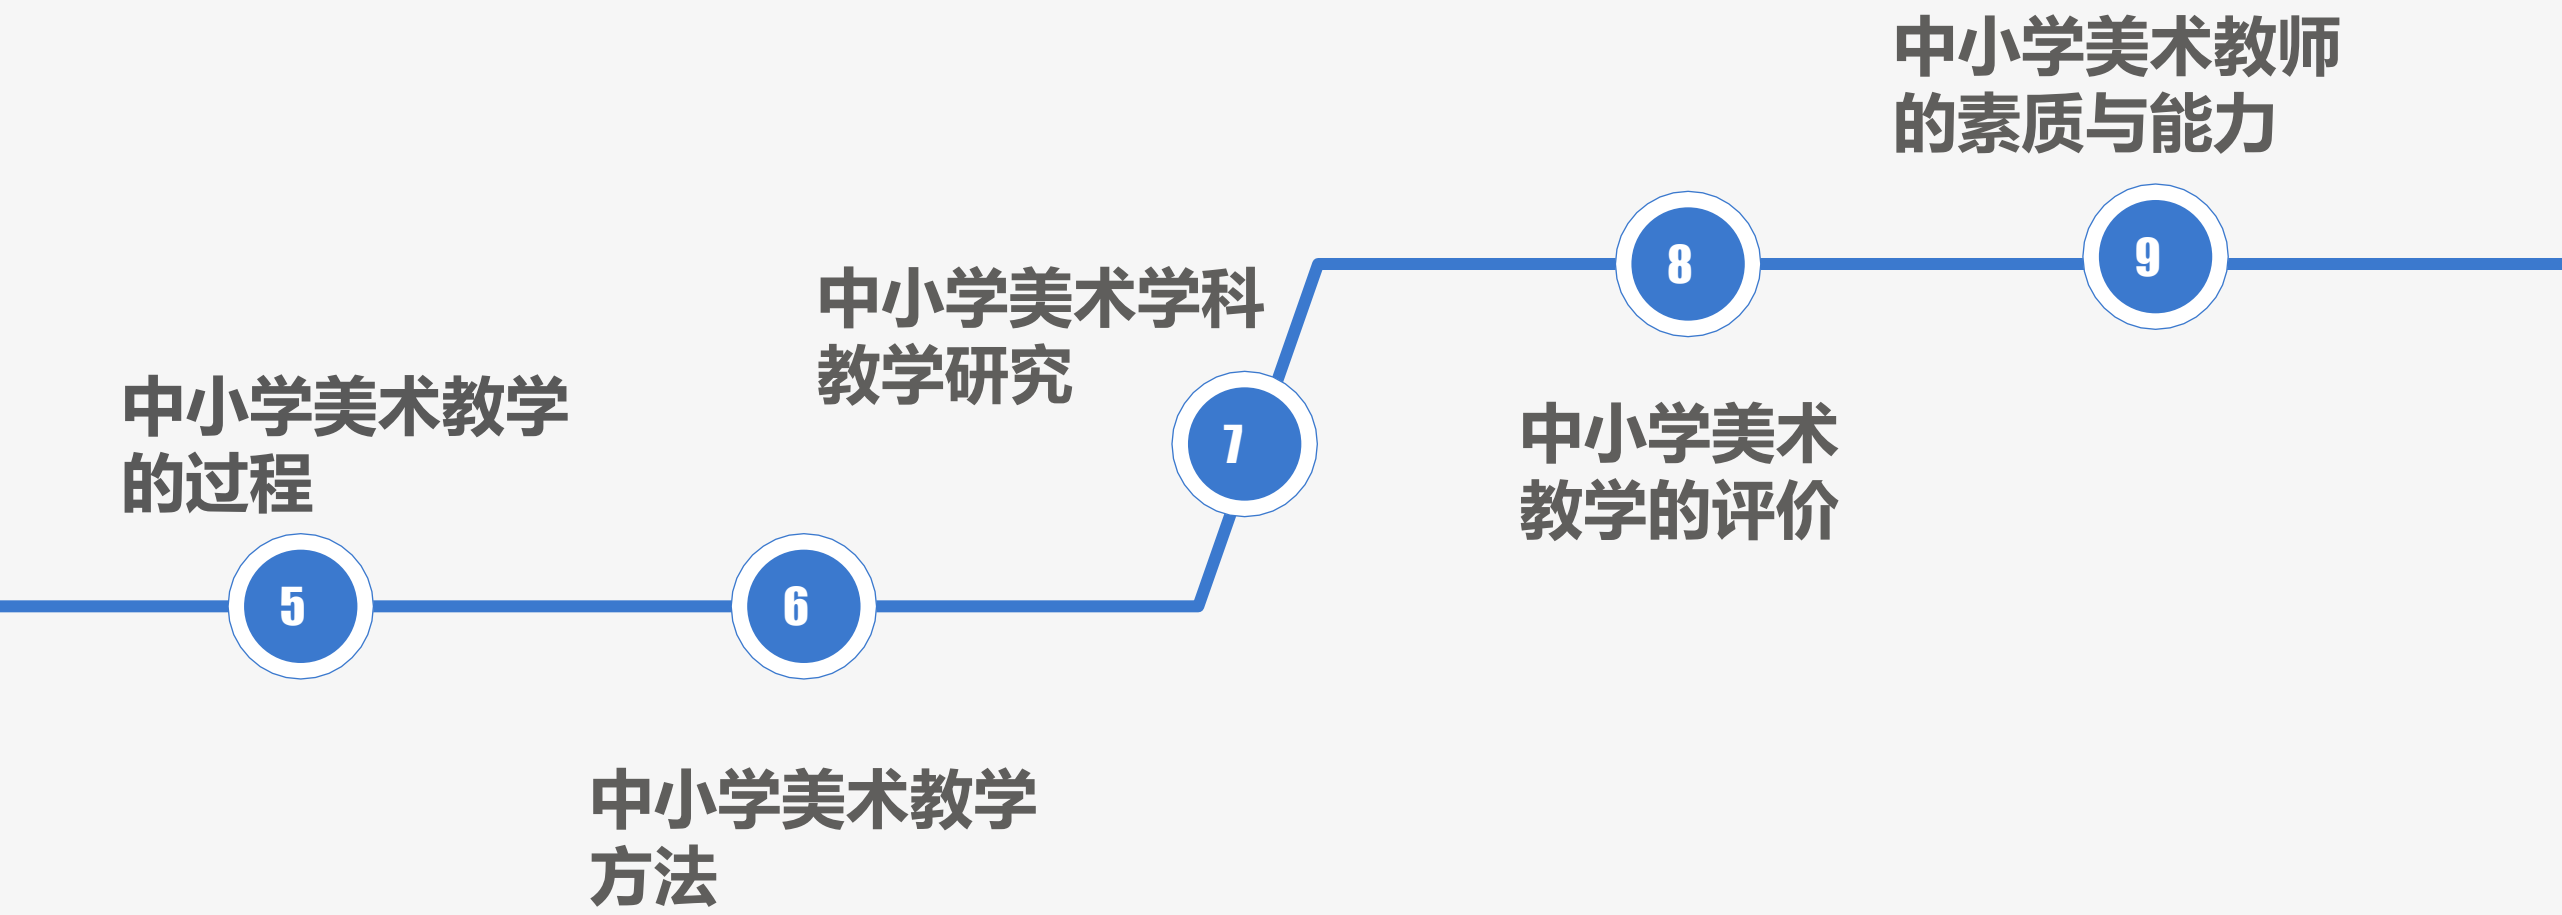 中小学美术教学
的过程
5
6
中小学美术教学
方法
中小学美术学科
教学研究
7
8
中小学美术
教学的评价
中小学美术教师
的素质与能力
9